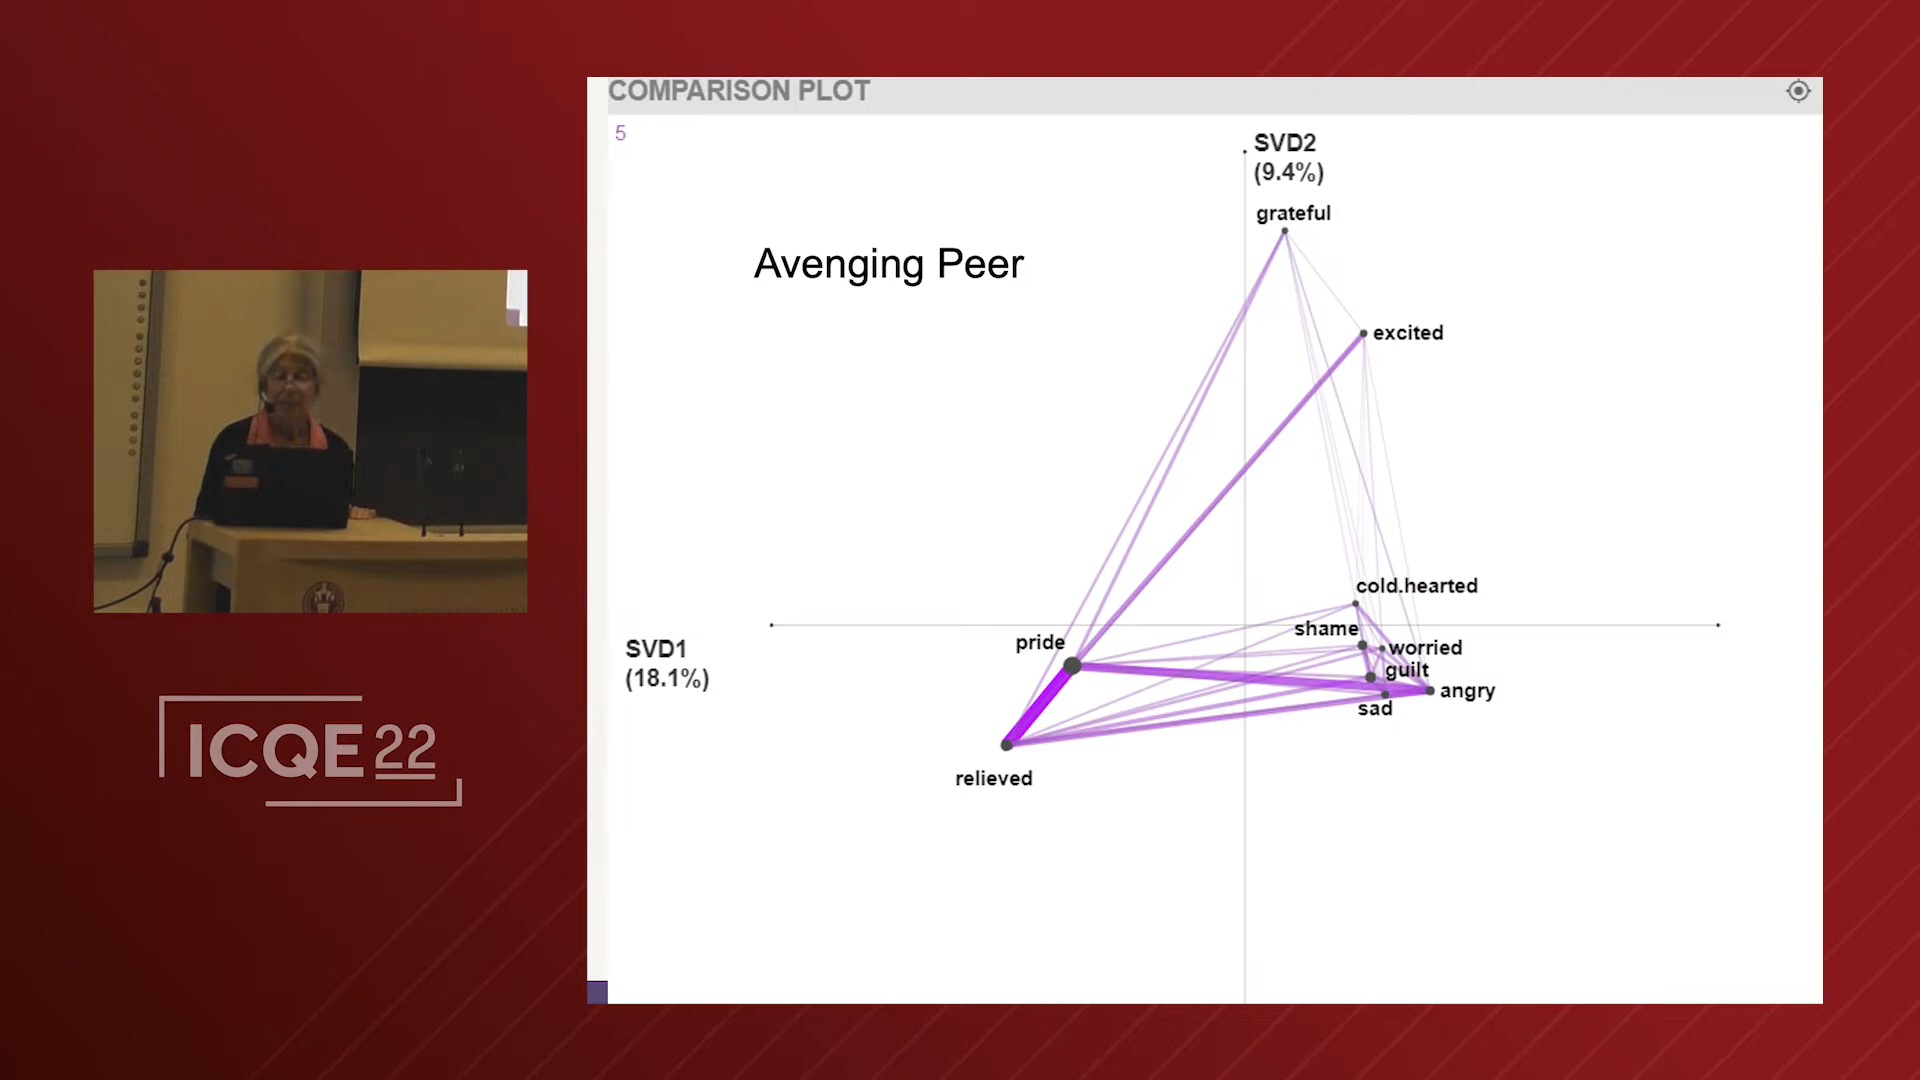 COMPARISON PLOT
5
SVD2
(9.4%)
grateful
Avenging Peer
excited
cold.hearted
shame
pride
worried
SVD1
(18.1%)
guilt
angry
sad
relieved
ICQE22